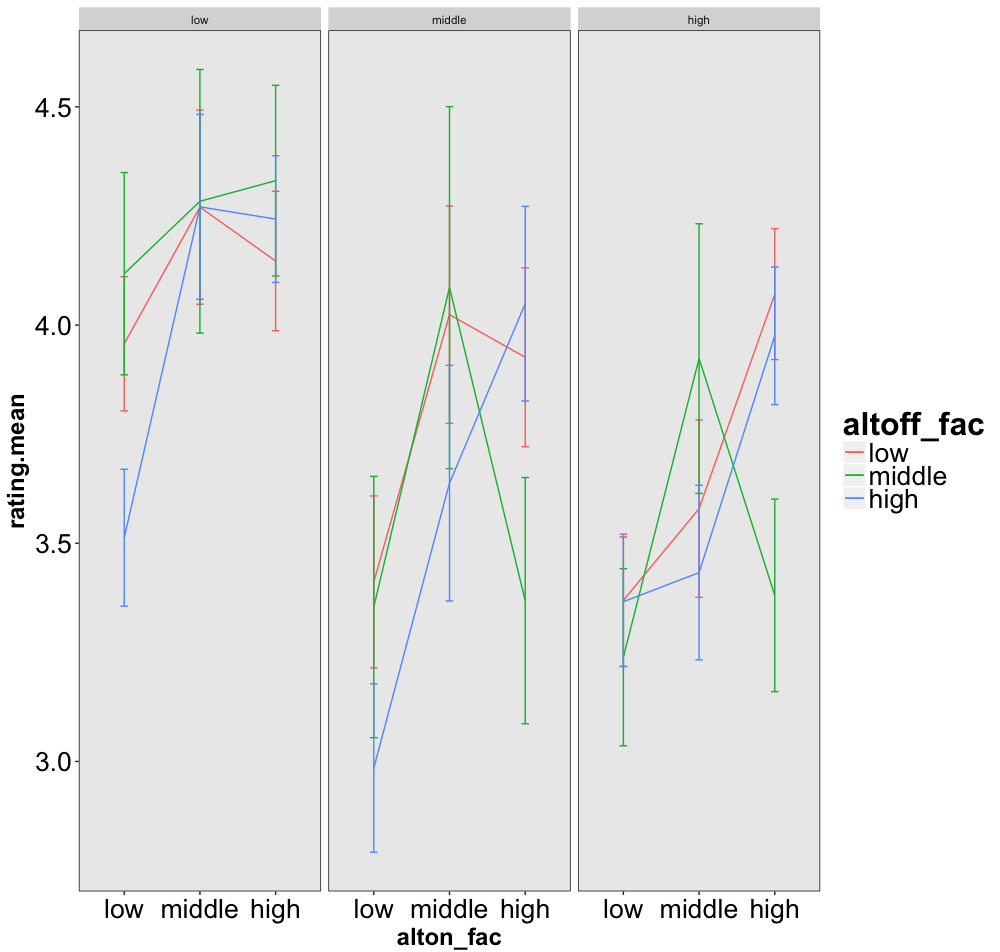 low middle high
4.5
4.0
3.5
3.0
rating.mean
low middle high low middle high low middle high
alton_fac
altoff_fac
low
middle
high